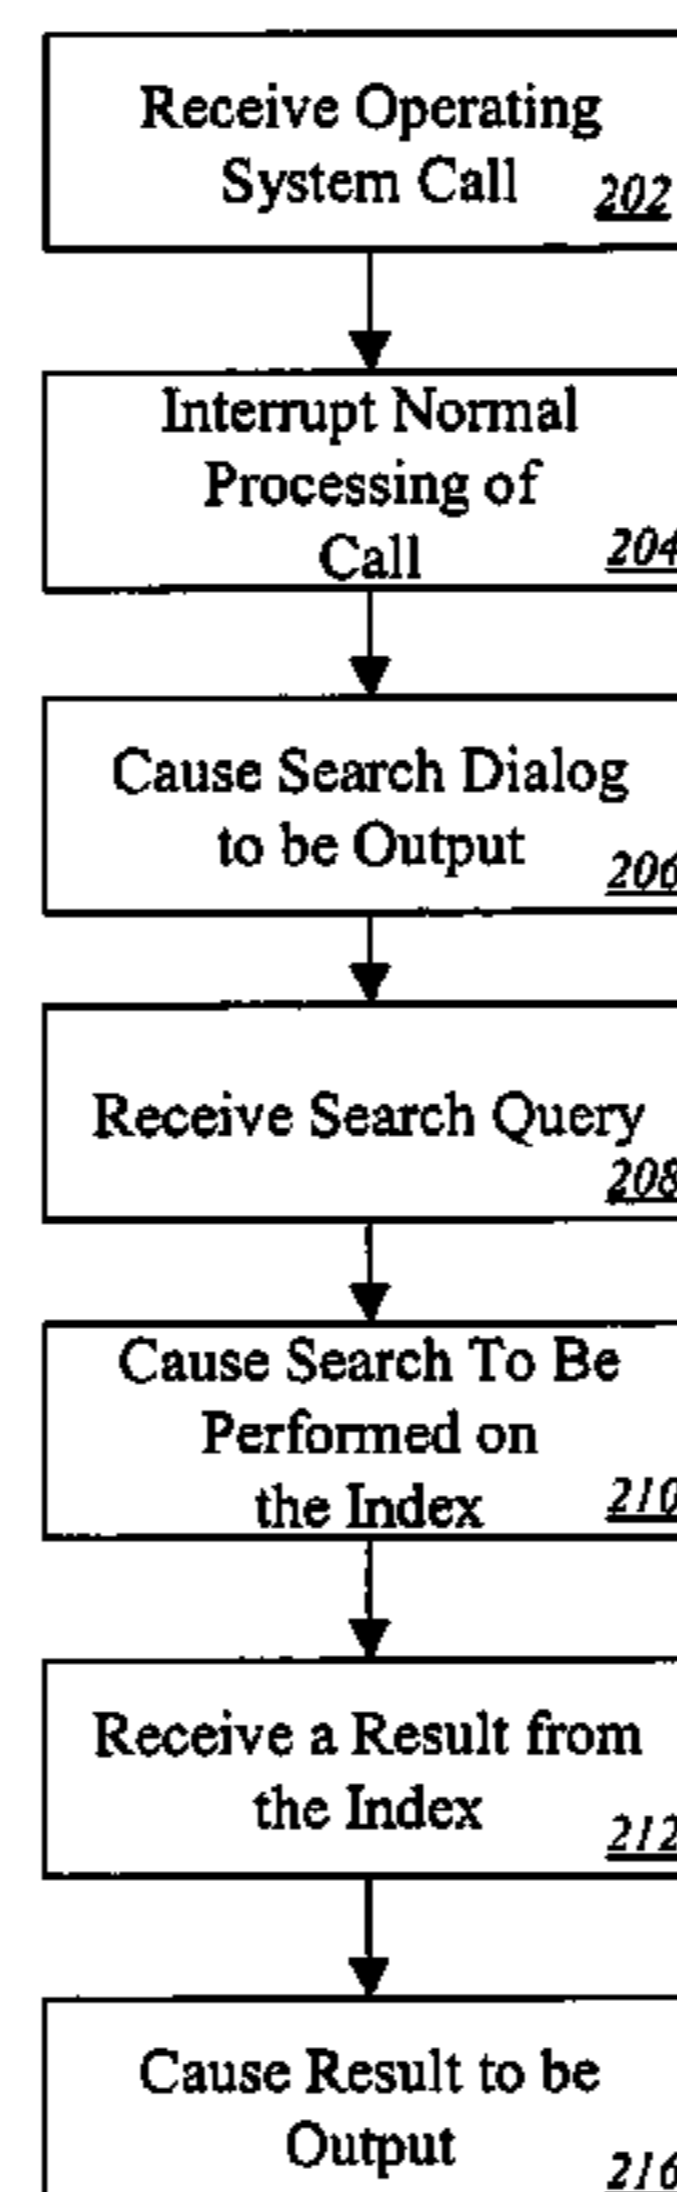 Receive Operating
System Call 202
Interrupt Normal
Processing of
Call 204
Cause Search Dialog
to be Output 206
Receive Search Query
208
Cause Search To Be
Performed on
the Index 210
Receive a Result from
the Index 212
Cause Result to be
Output 216